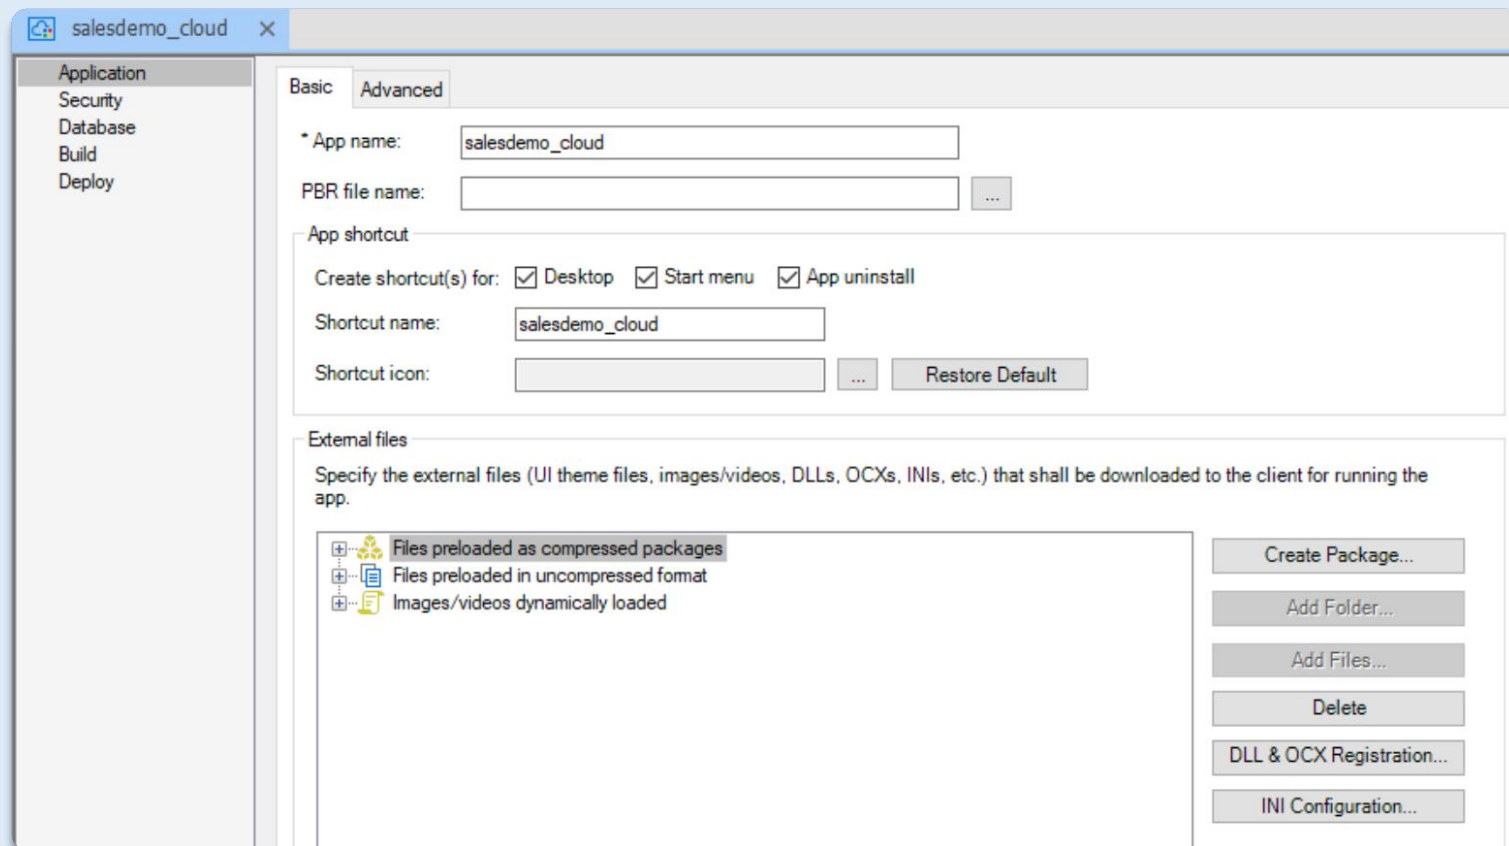 salesdemo_cloud
Application
Security
Database
Build
Deploy
Basic
Advanced
* App name:
salesdemo_cloud
PBR file name:
...
App shortcut
Create shortcut(s) for:
Desktop
Start menu
App uninstall
Shortcut name:
salesdemo_cloud
Shortcut icon:
...
Restore Default
External files
Specify the external files (UI theme files, images/videos, DLLs, OCXs, INIs, etc.) that shall be downloaded to the client for running the
app.
Files preloaded as compressed packages
Files preloaded in uncompressed format
Images/videos dynamically loaded
Create Package...
Add Folder...
Add Files...
Delete
DLL & OCX Registration...
INI Configuration...